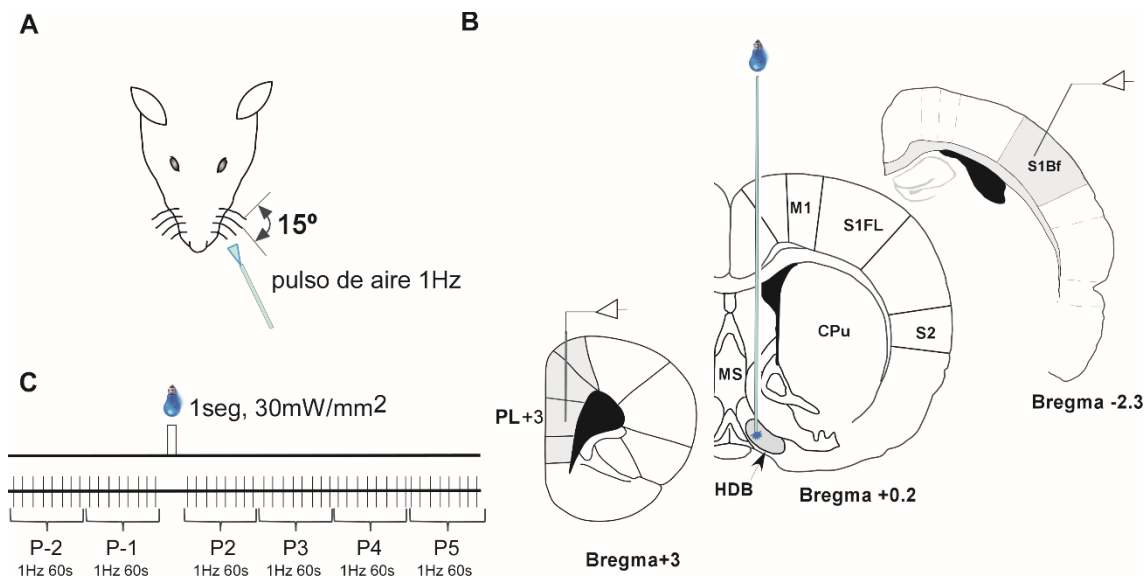 A
15º
pulso de aire 1Hz
B
M1
S1FL
S2
CPu
MS
HDB
Bregma +0.2
S1Bf
Bregma -2.3
PL+3
Bregma+3
C
1seg, 30mW/mm2
P-2 P-1 P2 P3 P4 P5
1Hz 60s 1Hz 60s 1Hz 60s 1Hz 60s 1Hz 60s 1Hz 60s